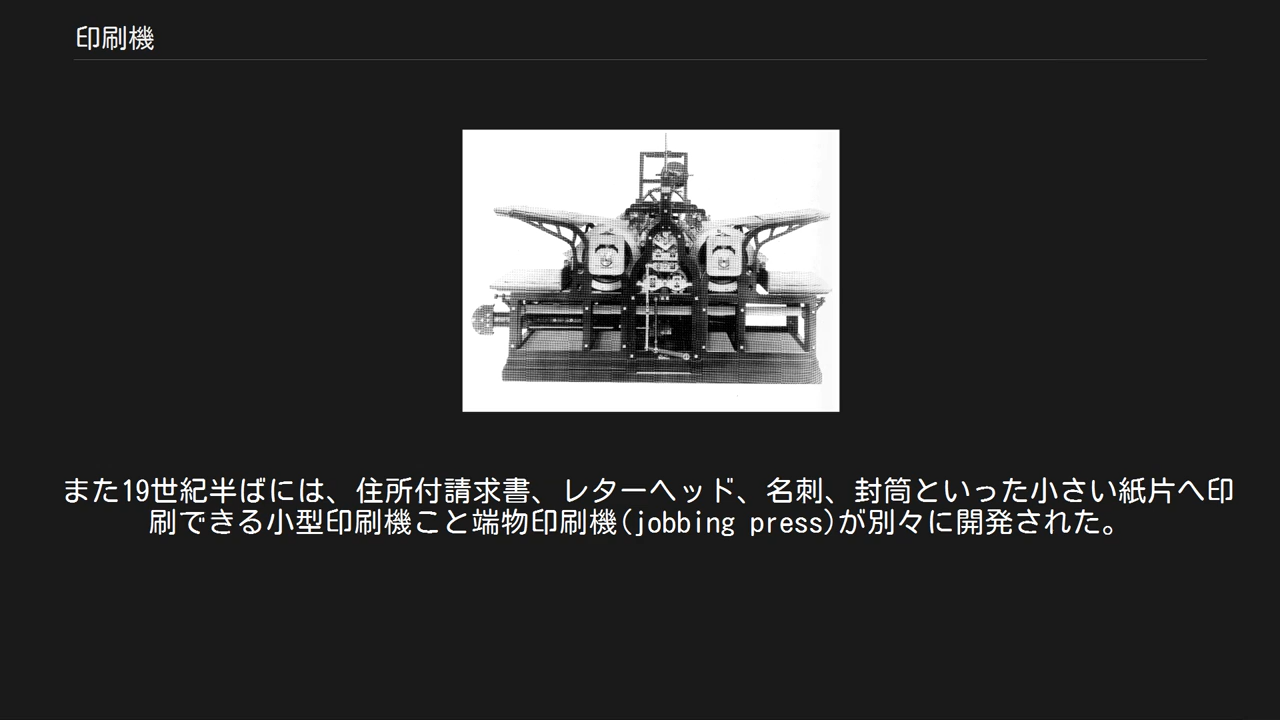 印刷機
また19世紀半ばには、住所付請求書、レターヘッド、名刺、封筒といった小さい紙片へ印
刷できる小型印刷機こと端物印刷機(jobbing press)が別々に開発された。